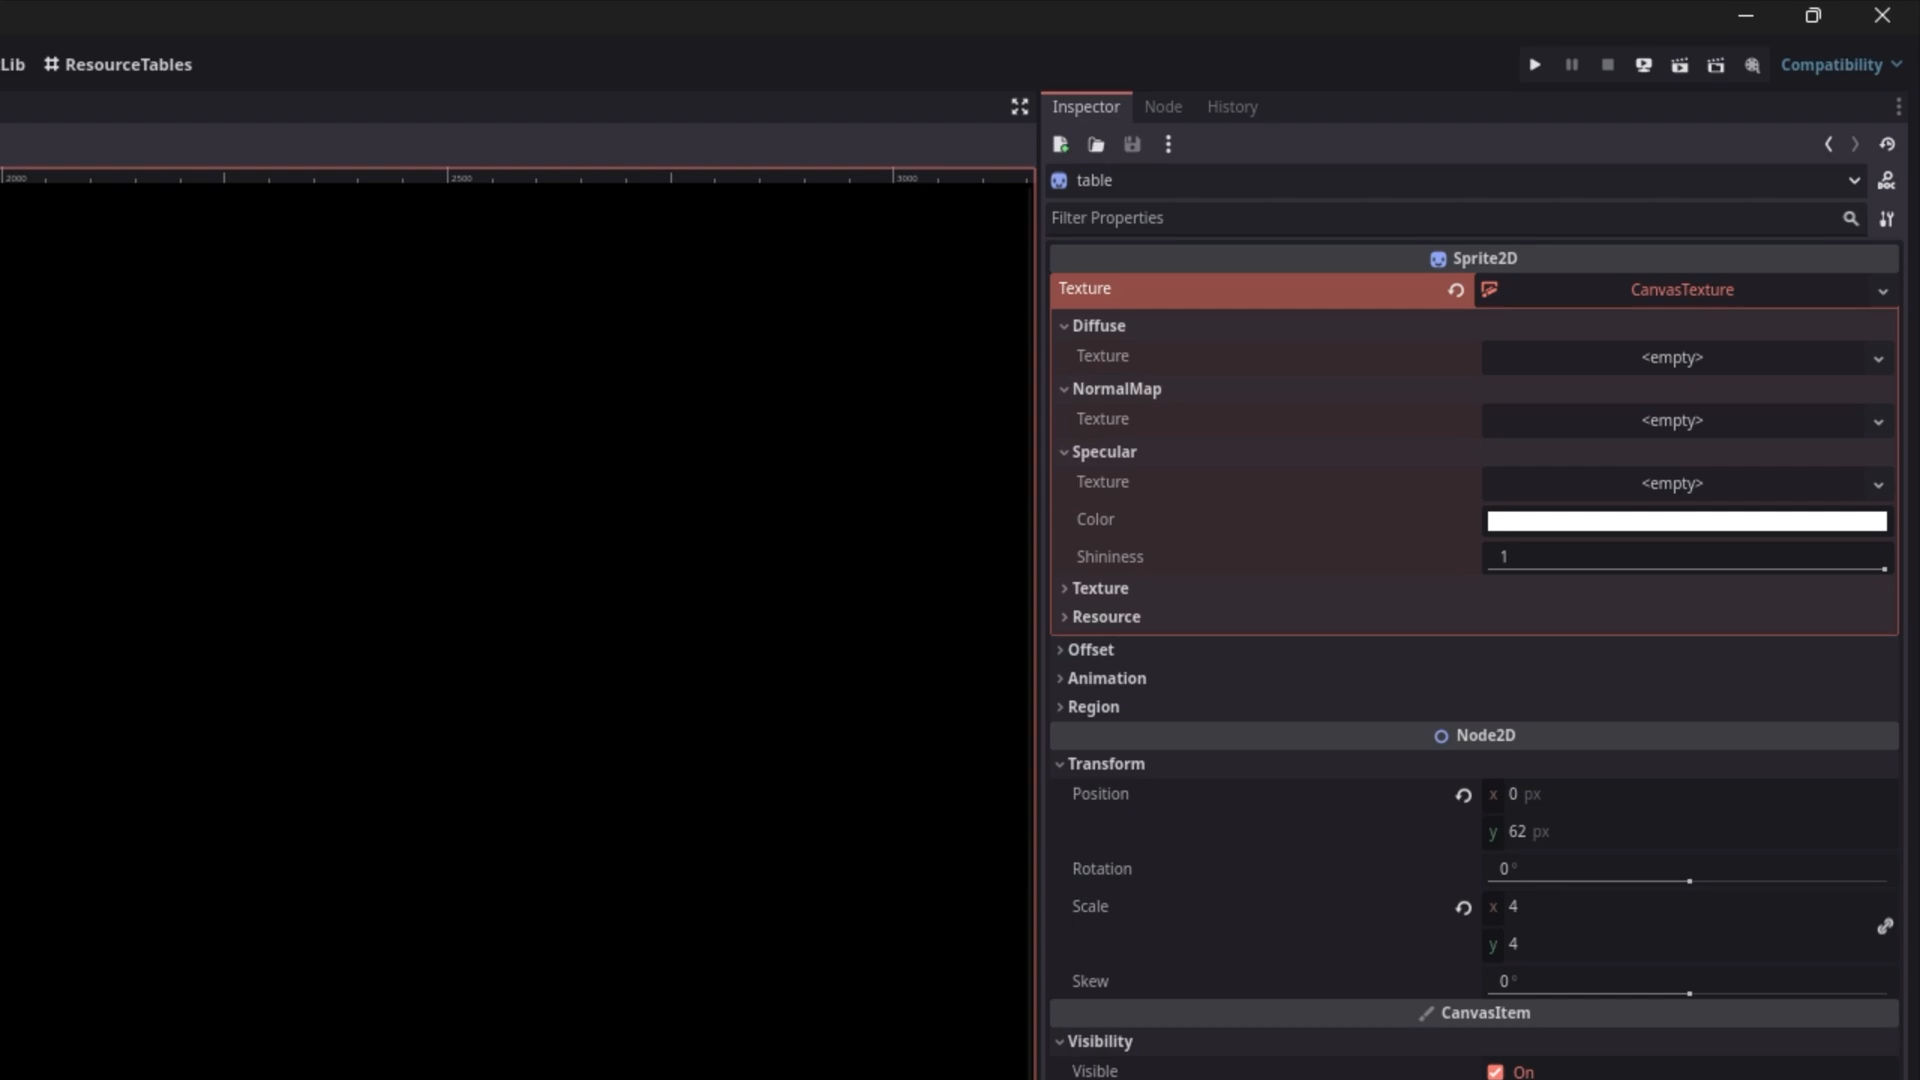 Lib ResourceTables
Compatibility
Inspector Node History
2000 2500 3000
table
DOC
Filter Properties
Sprite2D
Texture CanvasTexture
Diffuse
Texture <empty>
NormalMap
Texture <empty>
Specular
Texture <empty>
Color
Shininess 1
Texture
Resource
Offset
Animation
Region
Node2D
Transform
Position x 0 px
y 62 px
Rotation 0 °
Scale x 4
y 4
Skew 0 °
CanvasItem
Visibility
Visible On